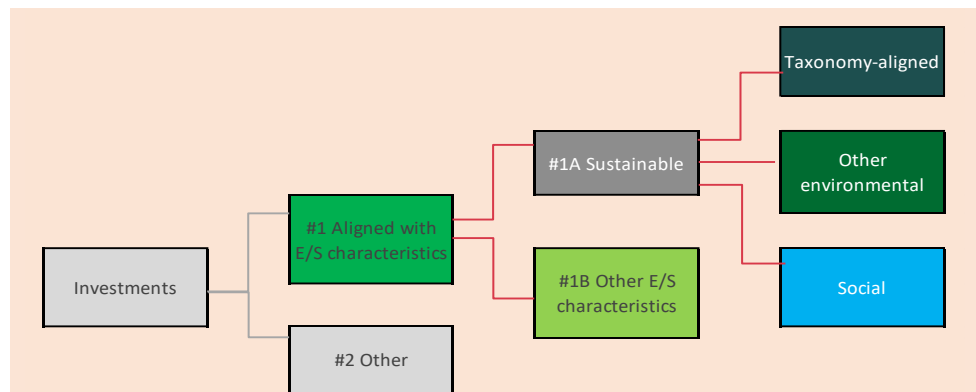 Taxonomy-aligned
#1A Sustainable
Other
environmental
#1 Aligned with
E/S characteristics
Investments
#1B Other E/S
characteristics
Social
#2 Other